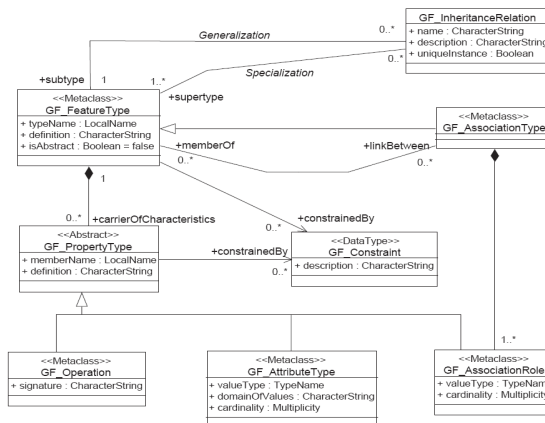 GF_InheritanceRelation
+ name : CharacterString
+ description : CharacterString
+ uniqueInstance : Boolean
Generalization
0..*
0..*
Specialization
+subtype
1
1..*
+supertype
<<Metaclass>>
GF_FeatureType
+ typeName : LocalName
+ definition : CharacterString
+ isAbstract : Boolean = false
<<Metaclass>>
GF_AssociationType
+memberOf
+linkBetween
0..*
0..*
1
0..*
+carrierOfCharacteristics
0..*
+constrainedBy
<<Abstract>>
GF_PropertyType
+ memberName : LocalName
+ definition : CharacterString
+constrainedBy
0..*
<<DataType>>
GF_Constraint
+ description : CharacterString
1..*
<<Metaclass>>
GF_Operation
+ signature : CharacterString
<<Metaclass>>
GF_AttributeType
+ valueType : TypeName
+ domainOfValues : CharacterString
+ cardinality : Multiplicity
<<Metaclass>>
GF_AssociationRole
+ valueType : TypeName
+ cardinality : Multiplicity